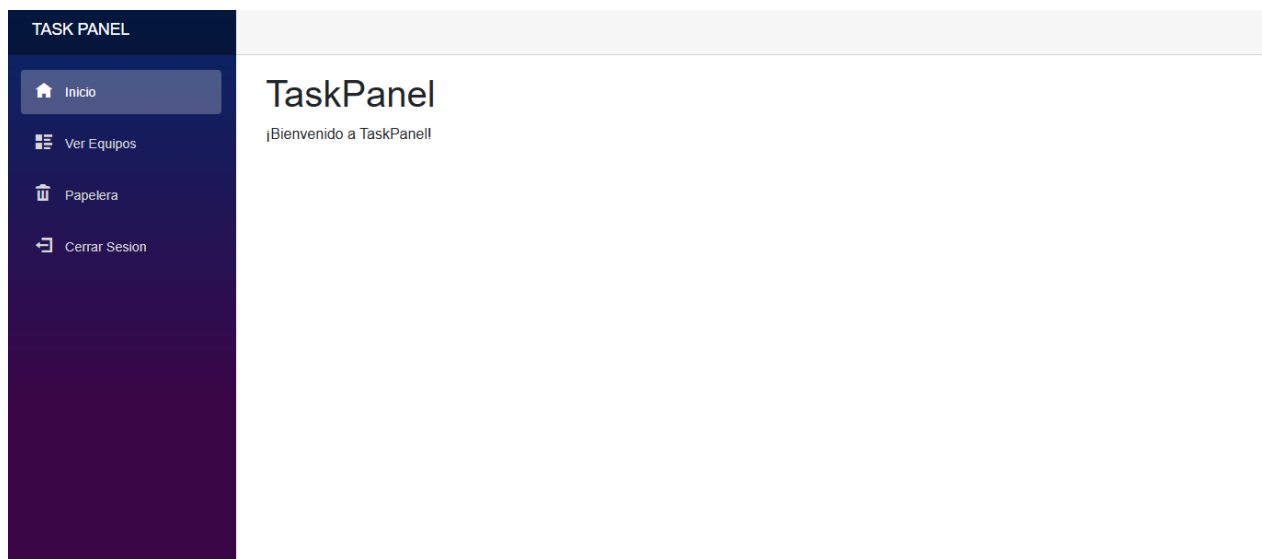 TASK PANEL
Inicio
Ver Equipos
Papelera
Cerrar Sesion
TaskPanel
¡Bienvenido a TaskPanel!